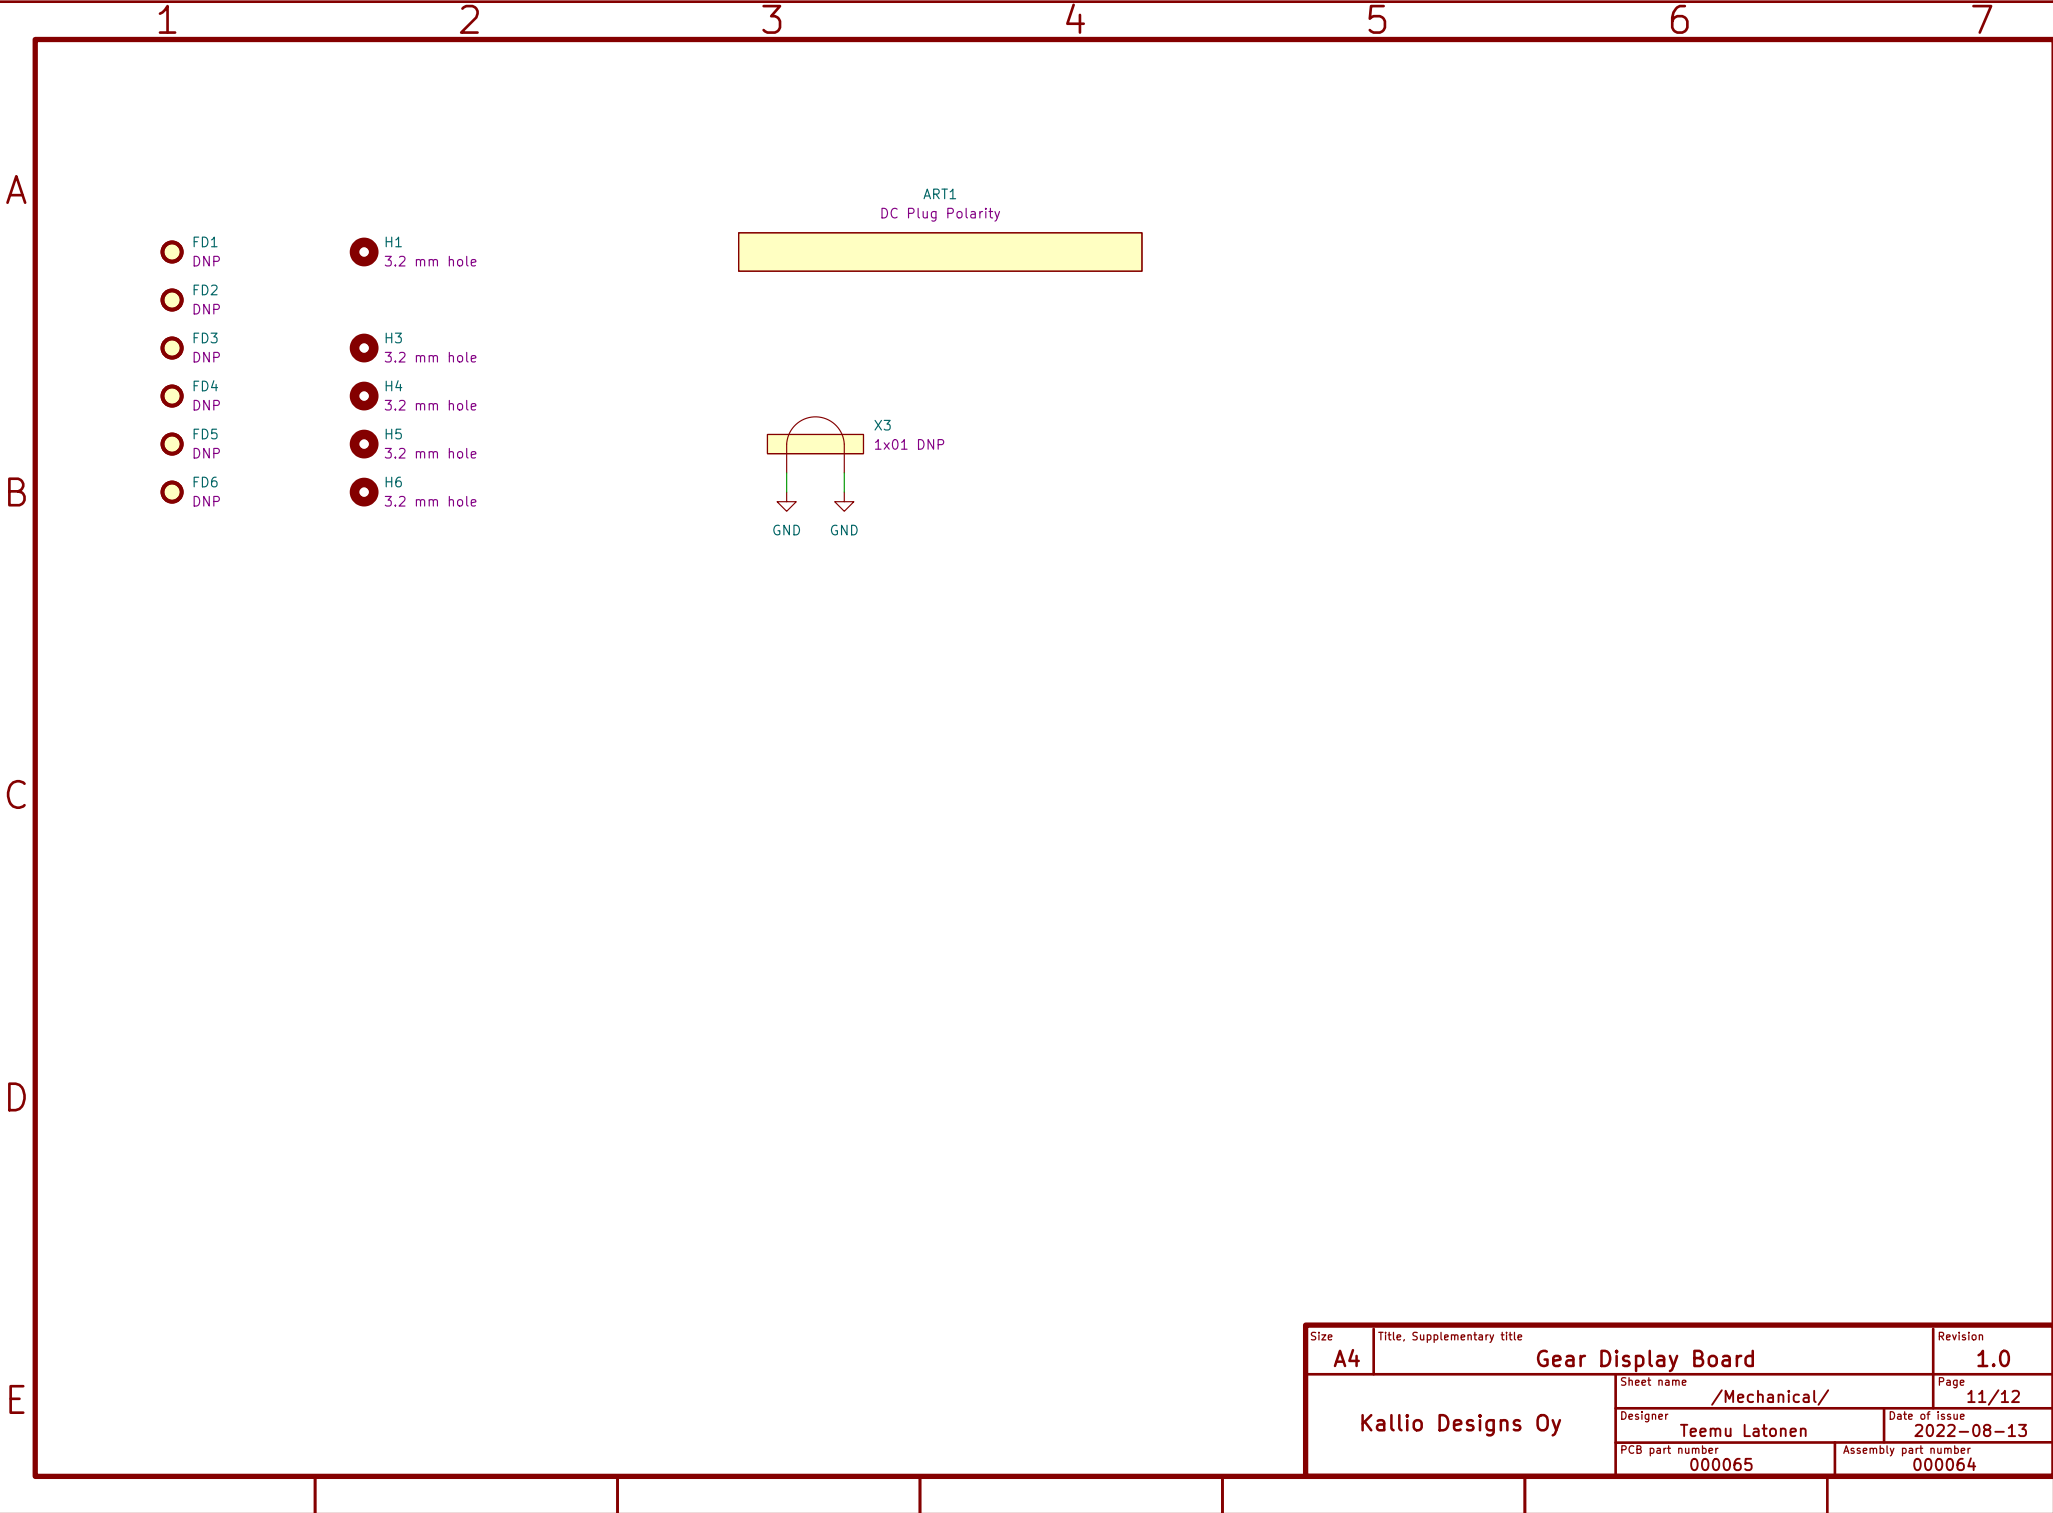 1 2 3 4 5 6 7
A
ART1
DC Plug Polarity
FD1 H1
DNP 3.2 mm hole
FD2
DNP
FD3 H3
DNP 3.2 mm hole
FD4 H4
DNP 3.2 mm hole
X3
FD5 H5
1x01 DNP
DNP 3.2 mm hole
FD6 H6
B
DNP 3.2 mm hole
GND GND
C
D
Size Title, Supplementary title Revision
A4 Gear Display Board 1.0
Sheet name Page
E /Mechanical/ 11/12
Designer Date of issue
Kallio Designs Oy
Teemu Latonen 2022-08-13
PCB part number Assembly part number
000065 000064